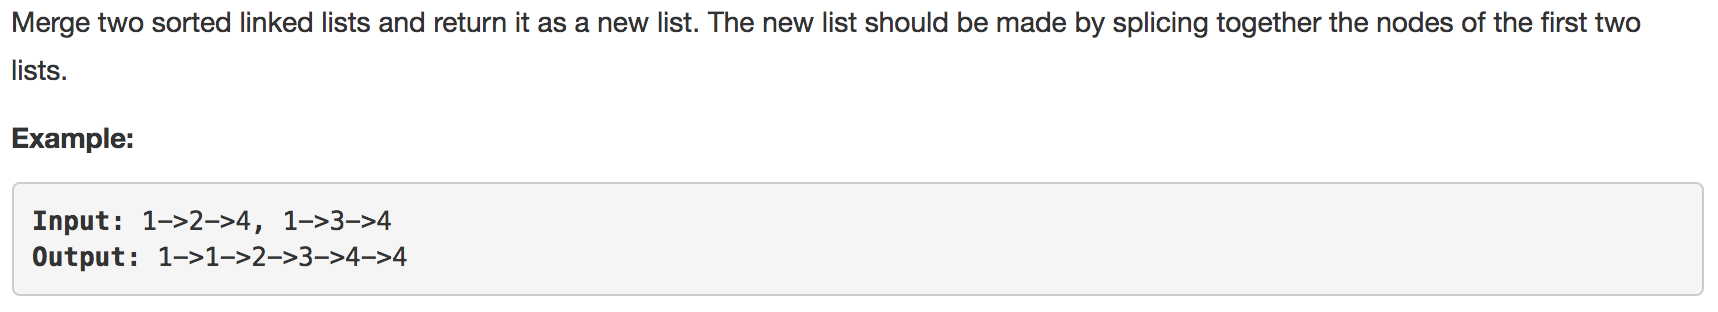 Merge two sorted linked lists and return it as a new list. The new list should be made by splicing together the nodes of the first two
lists.
Example:
Input: 1->2->4, 1->3->4
Output: 1->1->2->3->4->4